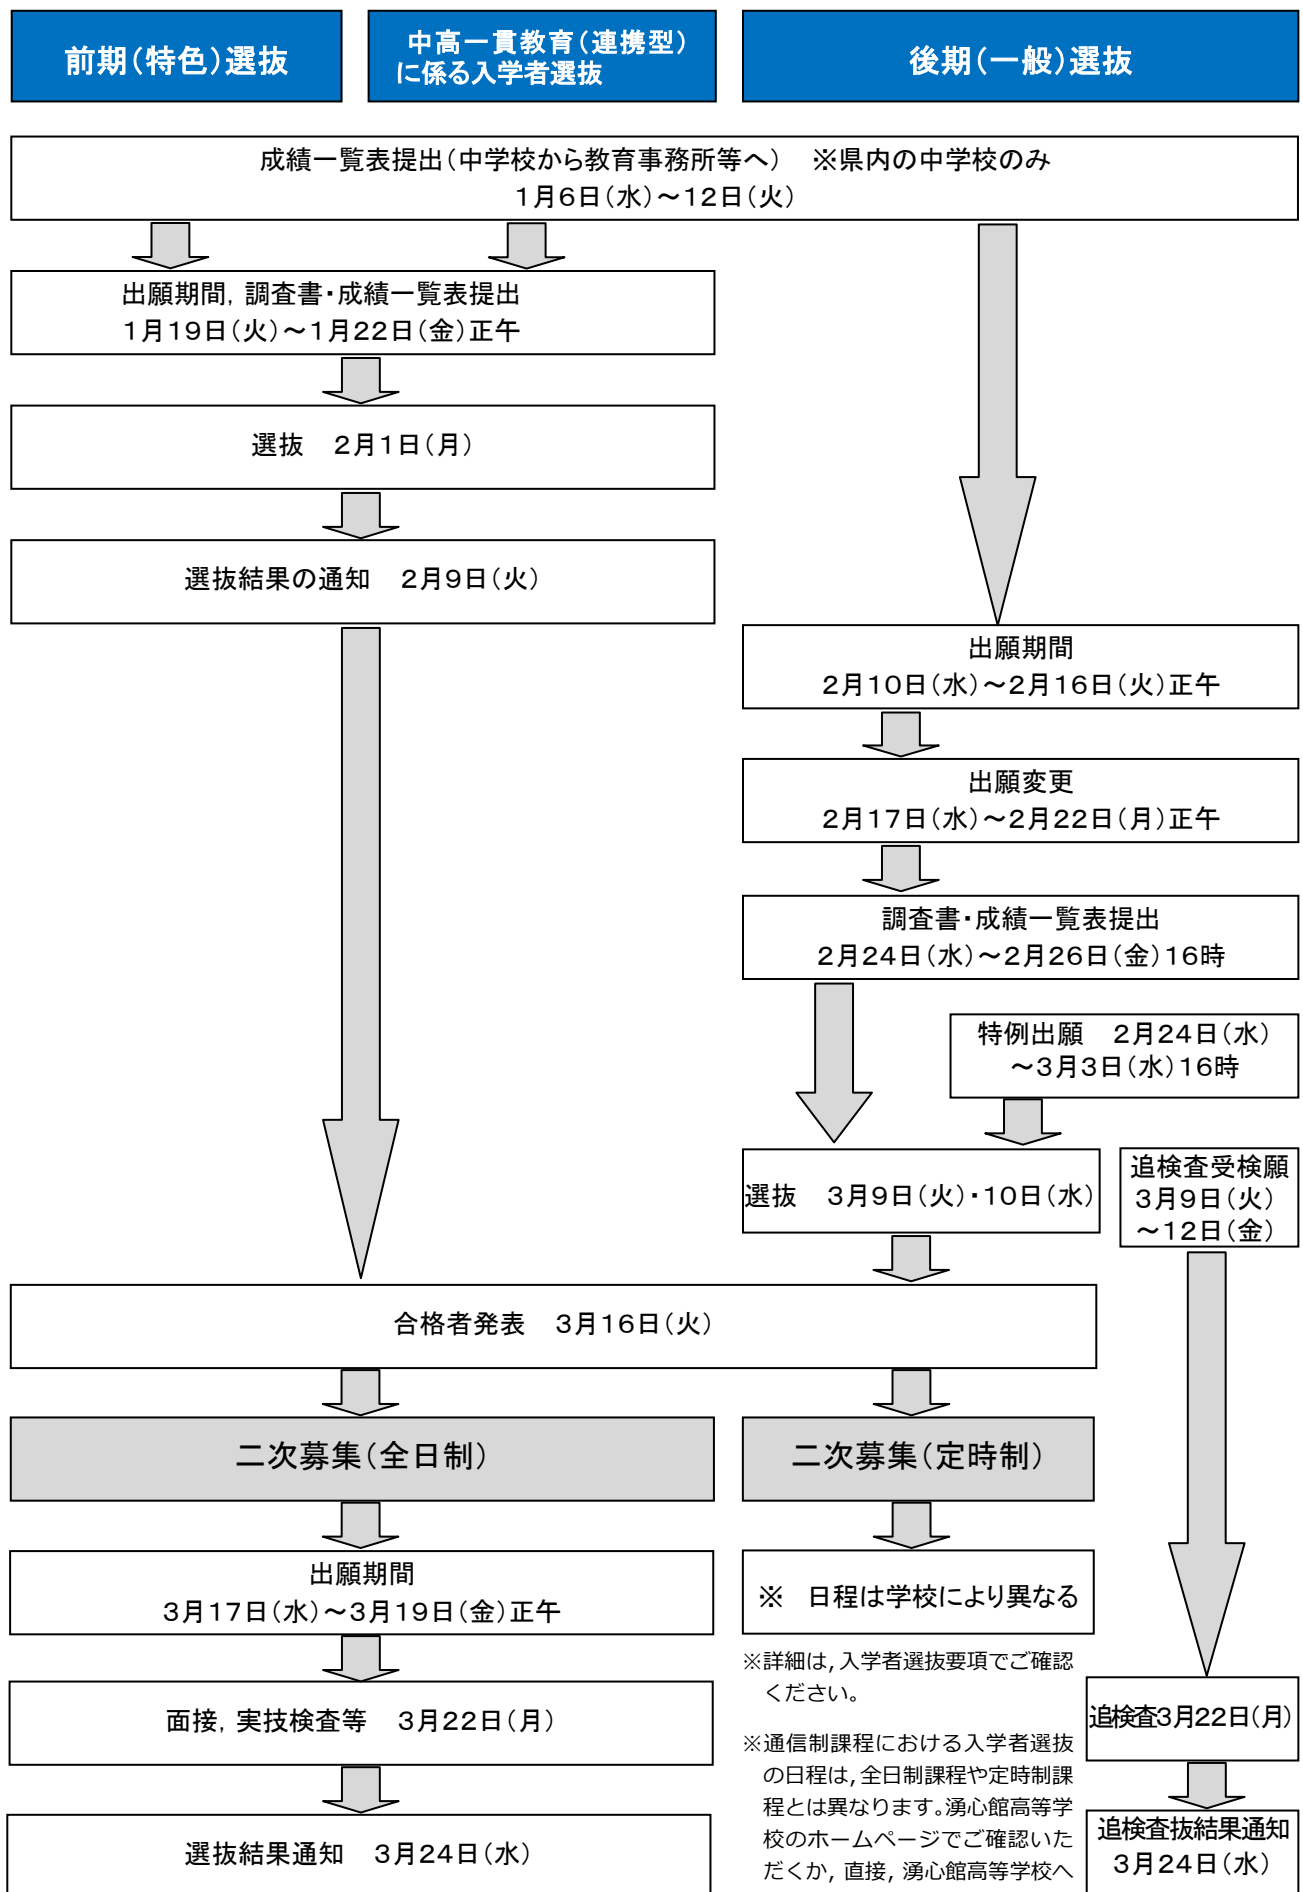 前期(特色)選抜
中高一貫教育(連携型)
に係る入学者選抜
後期(一般)選抜
成績一覧表提出(中学校から教育事務所等へ)　※県内の中学校のみ
1月6日(水)～12日(火)
出願期間, 調査書・成績一覧表提出
1月19日(火)～1月22日(金)正午
選抜　2月1日(月)
選抜結果の通知　2月9日(火)
出願期間
2月10日(水)～2月16日(火)正午
出願変更
2月17日(水)～2月22日(月)正午
調査書・成績一覧表提出
2月24日(水)～2月26日(金)16時
特例出願　2月24日(水)
～3月3日(水)16時
選抜　3月9日(火)・10日(水)
追検査受検願
3月9日(火)
～12日(金)
合格者発表　3月16日(火)
二次募集(全日制)
二次募集(定時制)
出願期間
3月17日(水)～3月19日(金)正午
※　日程は学校により異なる
面接, 実技検査等　3月22日(月)
選抜結果通知　3月24日(水)
※詳細は, 入学者選抜要項でご確認
ください。
※通信制課程における入学者選抜
の日程は, 全日制課程や定時制課
程とは異なります。湧心館高等学
校のホームページでご確認いた
だくか, 直接, 湧心館高等学校へ
追検査3月22日(月)
追検査抜結果通知
3月24日(水)